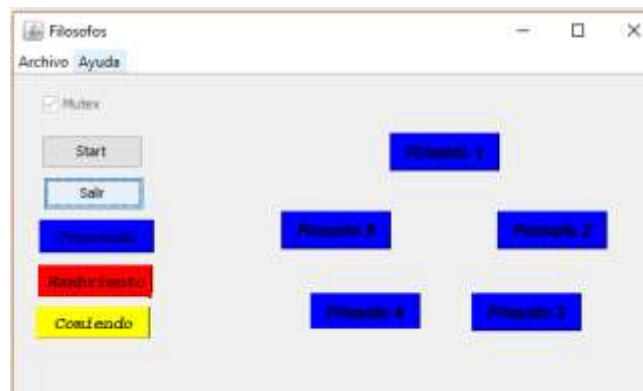 Filosofos
Archivo Ayuda
Mutex
Start
Salir
Pensando
Hambriento
Comiendo
Filosofo 1
Filosofo 5
Filosofo 2
Filosofo 4
Filosofo 3